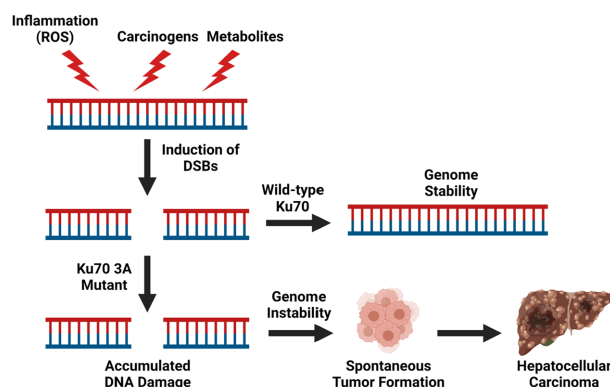 Inflammation
(ROS)
Carcinogens
Metabolites
Induction of
DSBs
Wild-type
Ku70
Genome
Stability
Ku70 3A
Mutant
Genome
Instability
Accumulated
DNA Damage
Spontaneous
Tumor Formation
Hepatocellular
Carcinoma